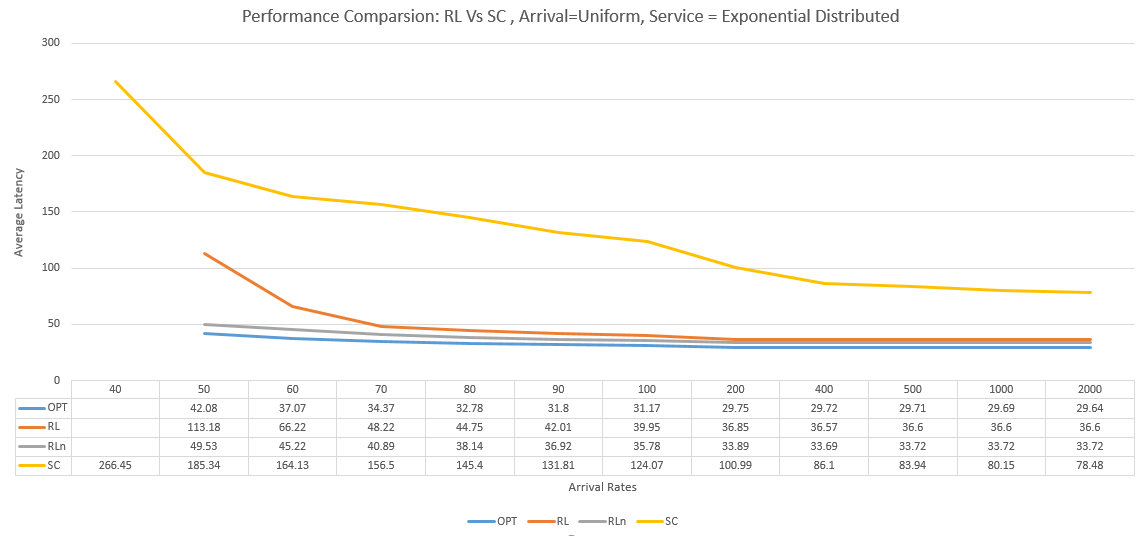 Performance Comparsion: RL Vs SC , Arrival=Uniform, Service = Exponential Distributed
300
250
200
150
100
50
0
Average Latency
40 50 60 70 80 90 100 200 400 500 1000 2000
OPT 42.08 37.07 34.37 32.78 31.8 31.17 29.75 29.72 29.71 29.69 29.64
RL 113.18 66.22 48.22 44.75 42.01 39.95 36.85 36.57 36.6 36.6 36.6
RLn 49.53 45.22 40.89 38.14 36.92 35.78 33.89 33.69 33.72 33.72 33.72
SC 266.45 185.34 164.13 156.5 145.4 131.81 124.07 100.99 86.1 83.94 80.15 78.48
Arrival Rates
OPT RL RLn SC